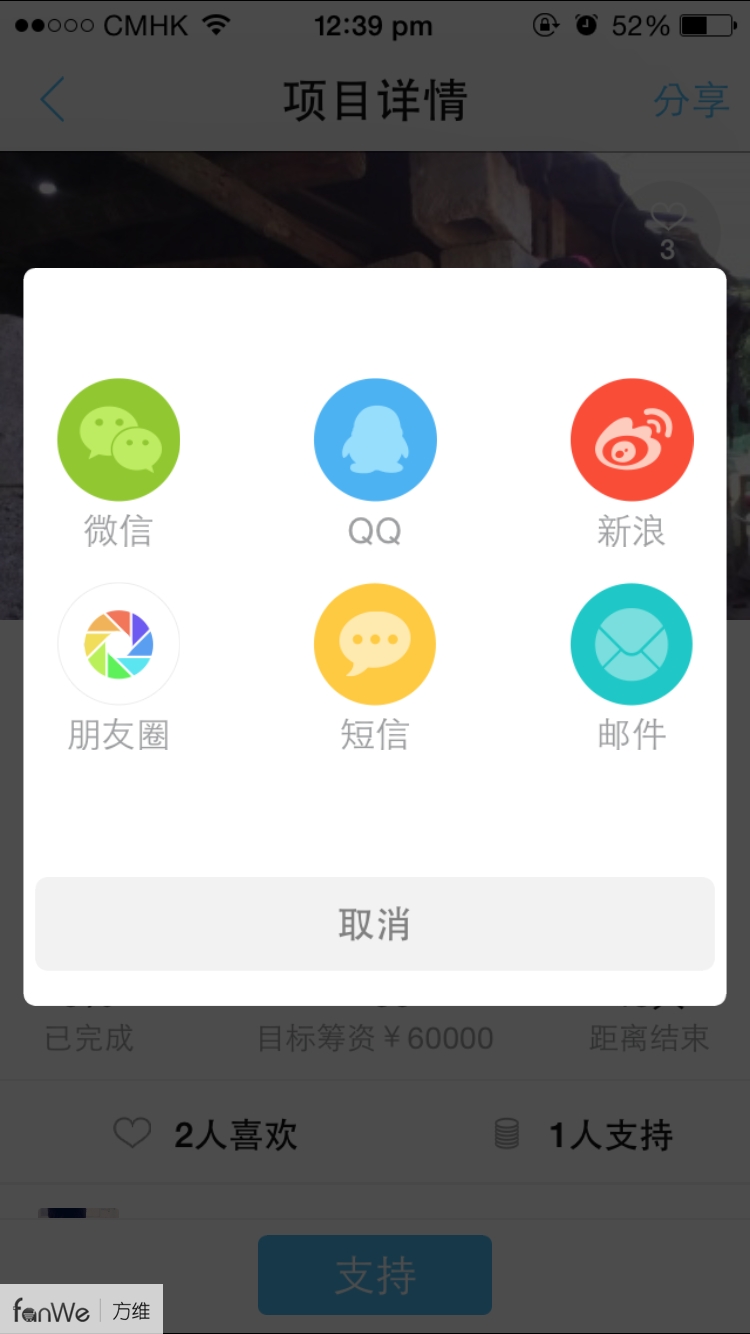 CMHK 12:39 pm 52%
项目详情 分享
3
微信 QQ 新浪
朋友圈 短信 邮件
取消
已完成 目标筹资￥60000 距离结束
2人喜欢 1人支持
支持
fanWe 方维